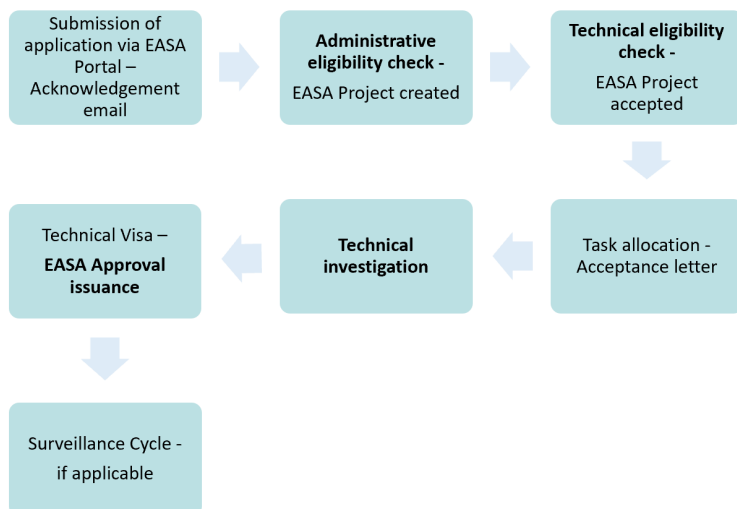 Submission of
application via EASA
Portal –
Acknowledgement
email
Administrative
eligibility check -
EASA Project created
Technical eligibility
check -
EASA Project
accepted
Task allocation -
Acceptance letter
Technical
investigation
Technical Visa –
EASA Approval
issuance
Surveillance Cycle -
if applicable